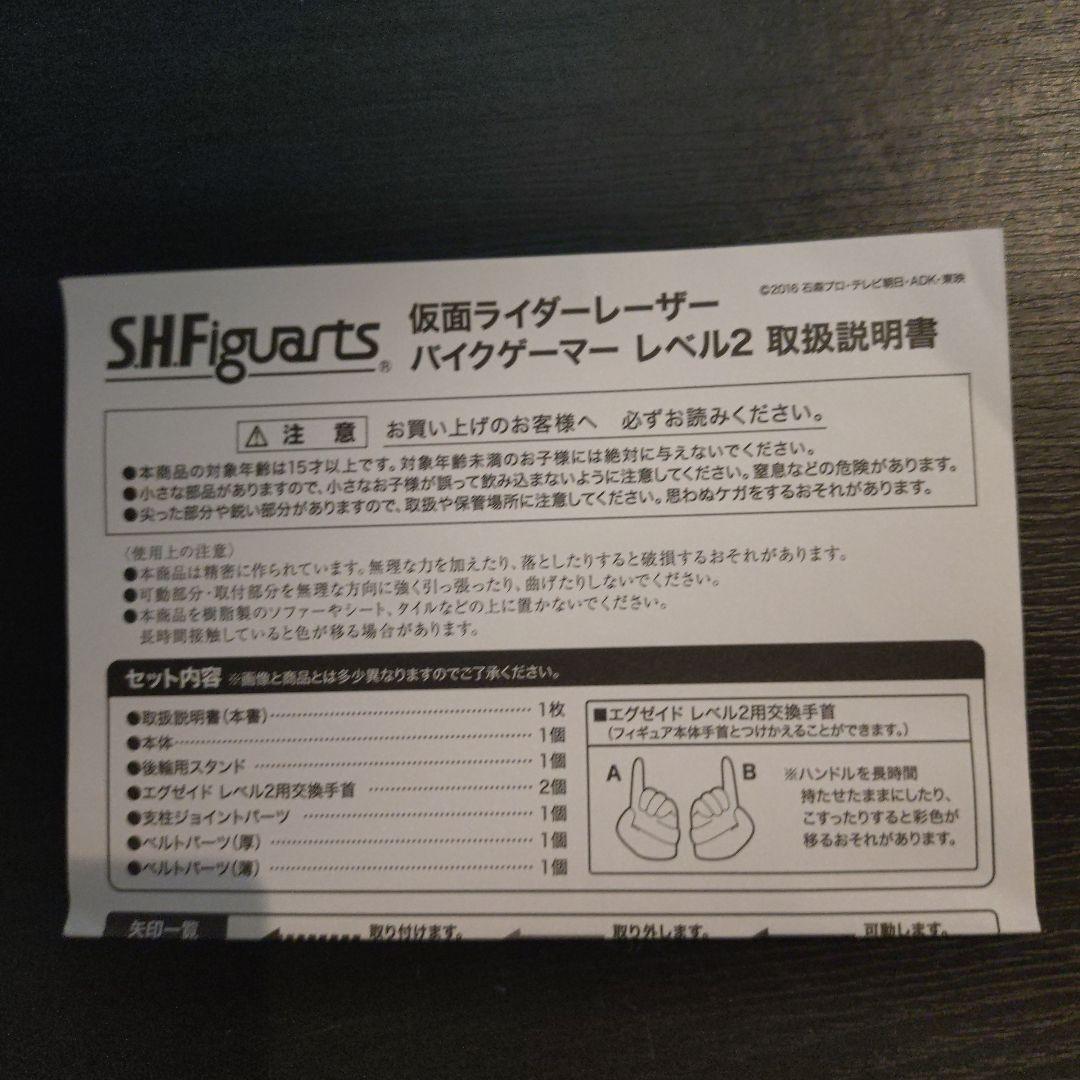 ©2016 石森プロ・テレビ朝日・ADK・東映
S.H.Figuarts®
仮面ライダーレーザー
バイクゲーマー レベル2 取扱説明書
⚠ 注 意 お買い上げのお客様へ 必ずお読みください。
●本商品の対象年齢は15才以上です。対象年齢未満のお子様には絶対に与えないでください。
●小さな部品がありますので、小さなお子様が誤って飲み込まないように注意してください。窒息などの危険があります。
●尖った部分や鋭い部分がありますので、取扱や保管場所に注意してください。思わぬケガをするおそれがあります。
〈使用上の注意〉
●本商品は精密に作られています。無理な力を加えたり、落としたりすると破損するおそれがあります。
●可動部分・取付部分を無理な方向に強く引っ張ったり、曲げたりしないでください。
●本商品を樹脂製のソファーやシート、タイルなどの上に置かないでください。
長時間接触していると色が移る場合があります。
セット内容 ※画像と商品とは多少異なりますのでご了承ください。
●取扱説明書(本書)………………………………1枚
●本体………………………………………………1個
●後輪用スタンド …………………………………1個
●エグゼイド レベル2用交換手首 ………………2個
●支柱ジョイントパーツ …………………………1個
●ベルトパーツ(厚) ………………………………1個
●ベルトパーツ(薄) ………………………………1個
■エグゼイド レベル2用交換手首
(フィギュア本体手首とつけかえることができます。)
A B
※ハンドルを長時間
持たせたままにしたり、
こすったりすると彩色が
移るおそれがあります。
矢印一覧 取り付けます。 取り外します。 可動します。